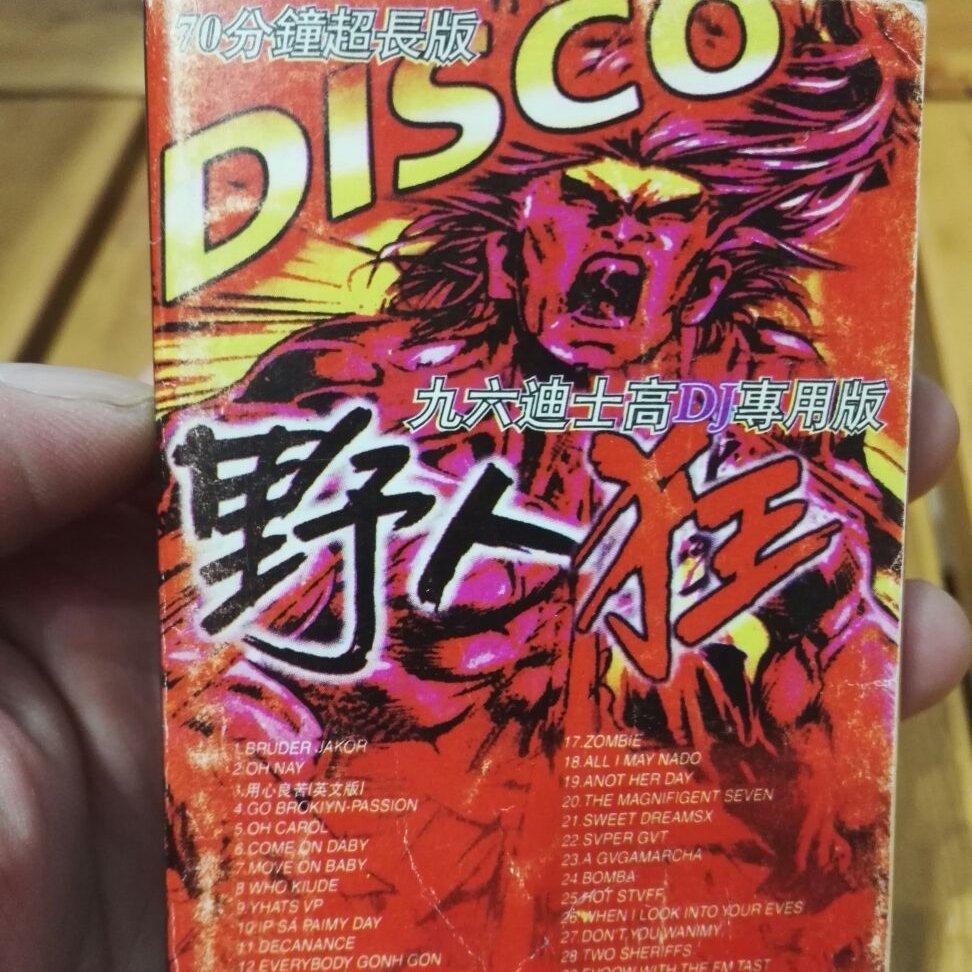 70分鐘超長版
DISCO
九六迪士高DJ專用版
野人狂
1.BRUDER JAKOR
2.OH NAY
3.用心良苦[英文版]
4.GO BROKIYN-PASSION
5.OH CAROL
6.COME ON DABY
7.MOVE ON BABY
8.WHO KIUDE
9.YHATS VP
10.IP SA PAIMY DAY
11.DECANANCE
12.EVERYBODY GONH GON
17.ZOMBIE
18.ALL I MAY NADO
19.ANOT HER DAY
20.THE MAGNIFIGENT SEVEN
21.SWEET DREAMSX
22.SVPER GVT
23.A GVGAMARCHA
24.BOMBA
25.HOT STVFF
26.WHEN I LOOK INTO YOUR EVES
27.DON'T YOU WANIMY
28.TWO SHERIFFS
WITH THE FM TAST